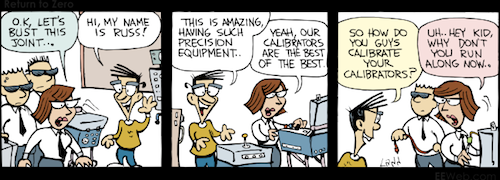 Return to Zero
O.K, LET'S
BUST THIS
JOINT...
HI, MY NAME
IS RUSS!
THIS IS AMAZING,
HAVING SUCH
PRECISION
EQUIPMENT..
YEAH, OUR
CALIBRATORS
ARE THE BEST
OF THE BEST.
SO HOW DO
YOU GUYS
CALIBRATE
YOUR
CALIBRATORS?
UH.. HEY KID,
WHY DON'T
YOU RUN
ALONG NOW..
Ladd
EEWeb.com